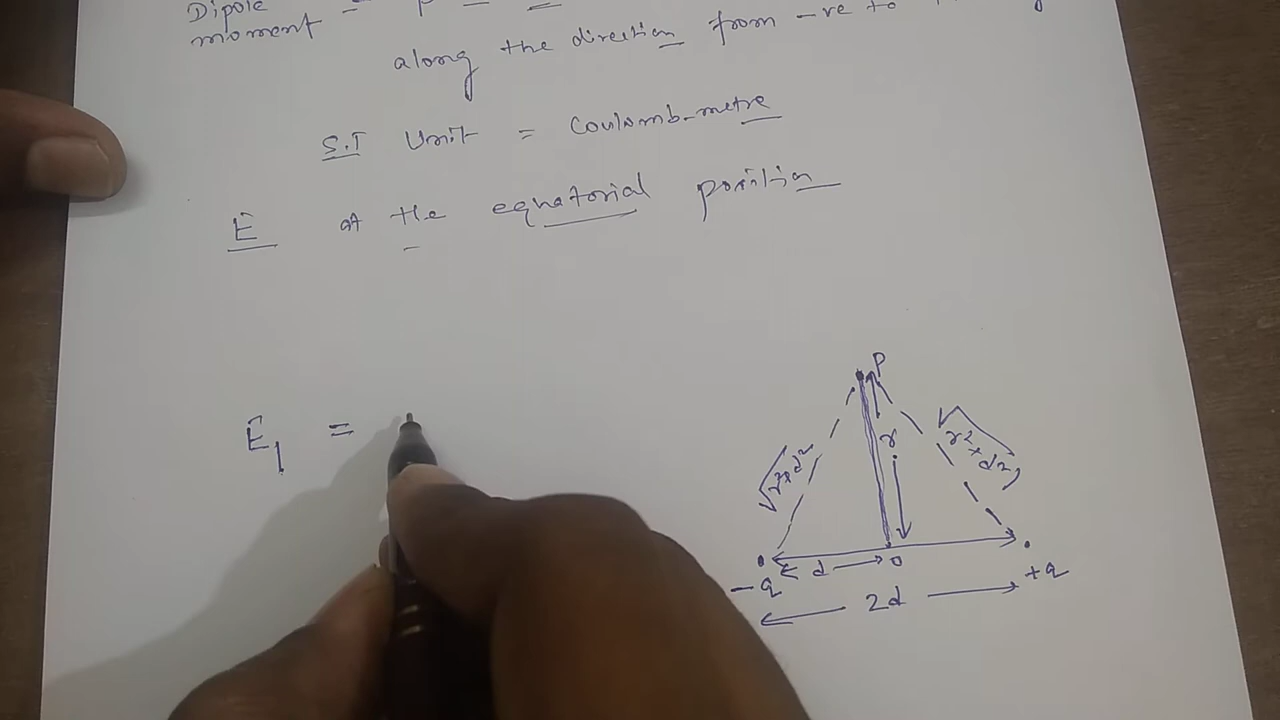 Dipole
moment =
along the direction from -ve to
S.I Unit = Coulomb-metre
E at the equatorial position
P
E1 =
r
√r²+d²
√r²+d²
d
o
-q
+q
2d